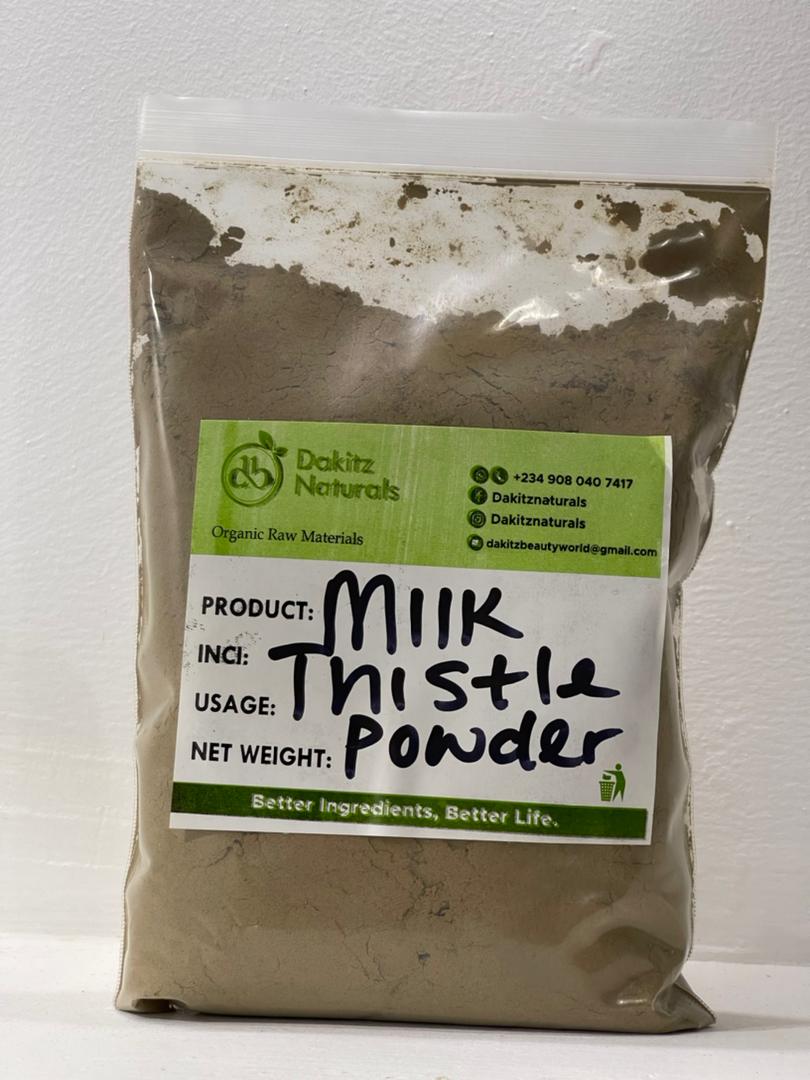 Dakitz
Naturals
Organic Raw Materials
+234 908 040 7417
Dakitznaturals
Dakitznaturals
dakitzbeautyworld@gmail.com
PRODUCT: Milk
INCI: Thistle
USAGE:
NET WEIGHT: Powder
Better Ingredients, Better Life.